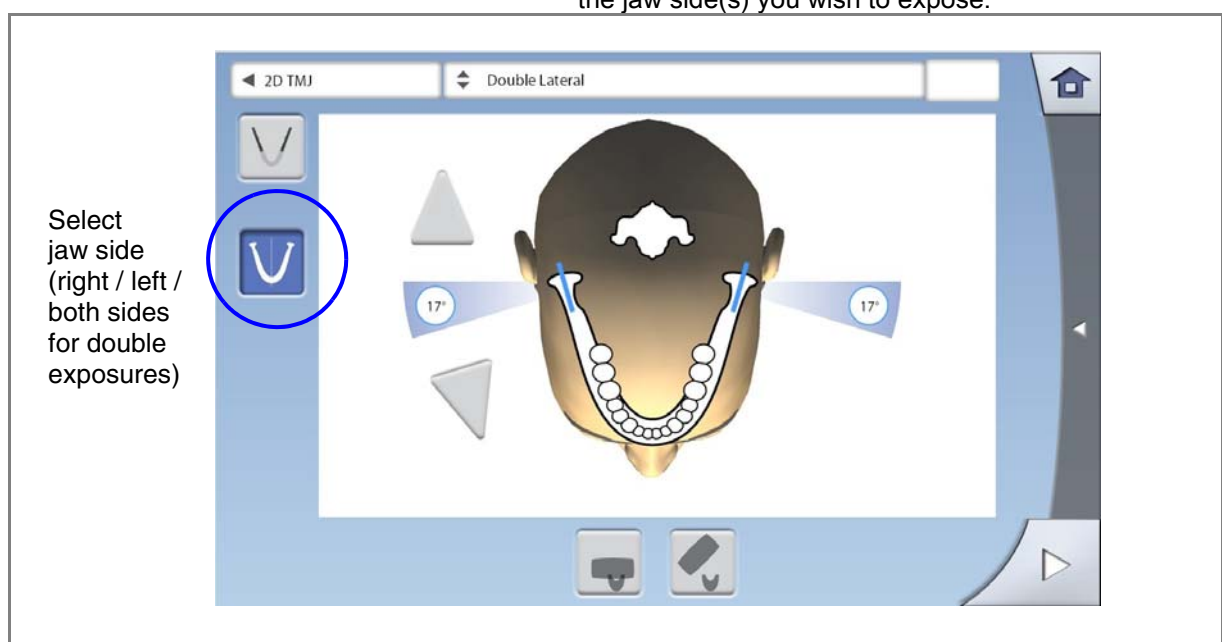 the jaw side(s) you wish to expose.
2D TMJ
Double Lateral
Select
jaw side
(right / left /
both sides
for double
exposures)
17°
17°